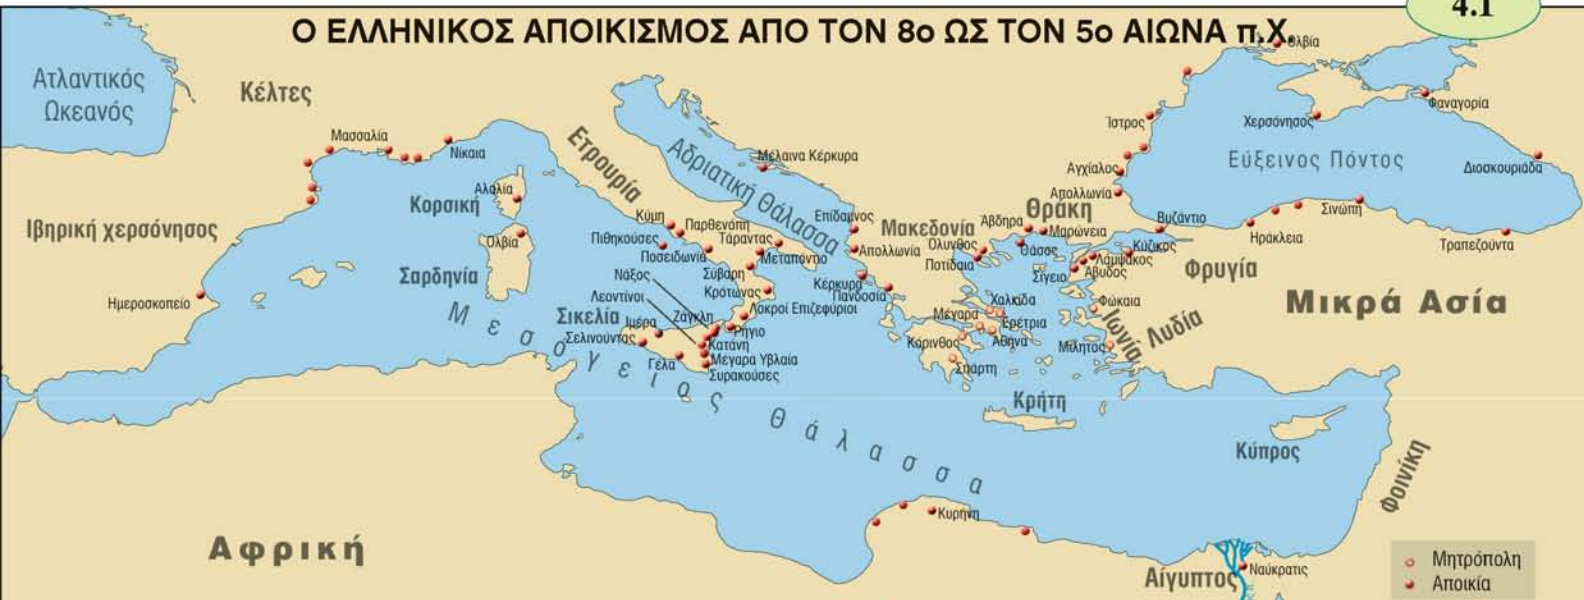 4.1
Ο ΕΛΛΗΝΙΚΟΣ ΑΠΟΙΚΙΣΜΟΣ ΑΠΟ ΤΟΝ 8ο ΩΣ ΤΟΝ 5ο ΑΙΩΝΑ π.Χ.
Ολβία
Ατλαντικός
Ωκεανός
Κέλτες
Φαναγορία
Ίστρος
Χερσόνησος
Μασσαλία
Νίκαια
Ετρουρία
Αδριατική Θάλασσα
Μέλαινα Κέρκυρα
Εύξεινος Πόντος
Αγχίαλος
Διοσκουριάδα
Αλαλία
Κορσική
Απολλωνία
Ιβηρική χερσόνησος
Κύμη
Παρθενόπη
Επίδαμνος
Μακεδονία
Άβδηρα
Θράκη
Μαρώνεια
Βυζάντιο
Σινώπη
Ηράκλεια
Τραπεζούντα
Ολβία
Πιθηκούσες
Τάραντας
Ποσειδωνία
Μεταπόντιο
Απολλωνία
Όλυνθος
Ποτίδαια
Θάσος
Κύζικος
Λάμψακος
Σίγειο
Άβυδος
Φρυγία
Σαρδηνία
Νάξος
Σύβαρη
Κέρκυρα
Πανδοσία
Ημεροσκοπείο
Λεοντίνοι
Κρότωνας
Λοκροί Επιζεφύριοι
Χαλκίδα
Φώκαια
Μικρά Ασία
Μεσόγειος Θάλασσα
Σικελία
Ιμέρα
Ζάγκλη
Ρήγιο
Μέγαρα
Ερέτρια
Ιωνία
Λυδία
Σελινούντας
Κατάνη
Κόρινθος
Αθήνα
Μίλητος
Γέλα
Μέγαρα Υβλαία
Συρακούσες
Σπάρτη
Κρήτη
Κύπρος
Φοινίκη
Κυρήνη
Αφρική
Αίγυπτος
Ναύκρατις
Μητρόπολη
Αποικία